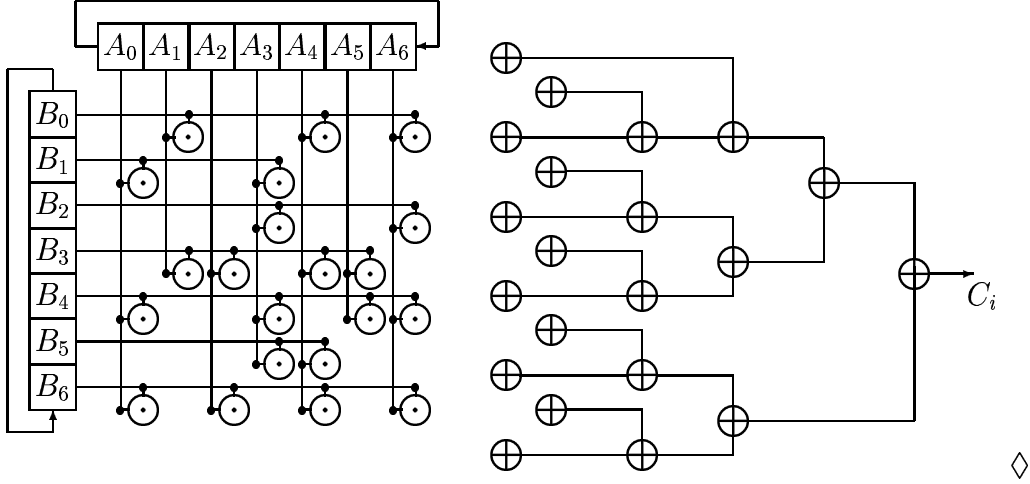 A₀ A₁ A₂ A₃ A₄ A₅ A₆
B₀
B₁
B₂
B₃
B₄
B₅
B₆
Cᵢ